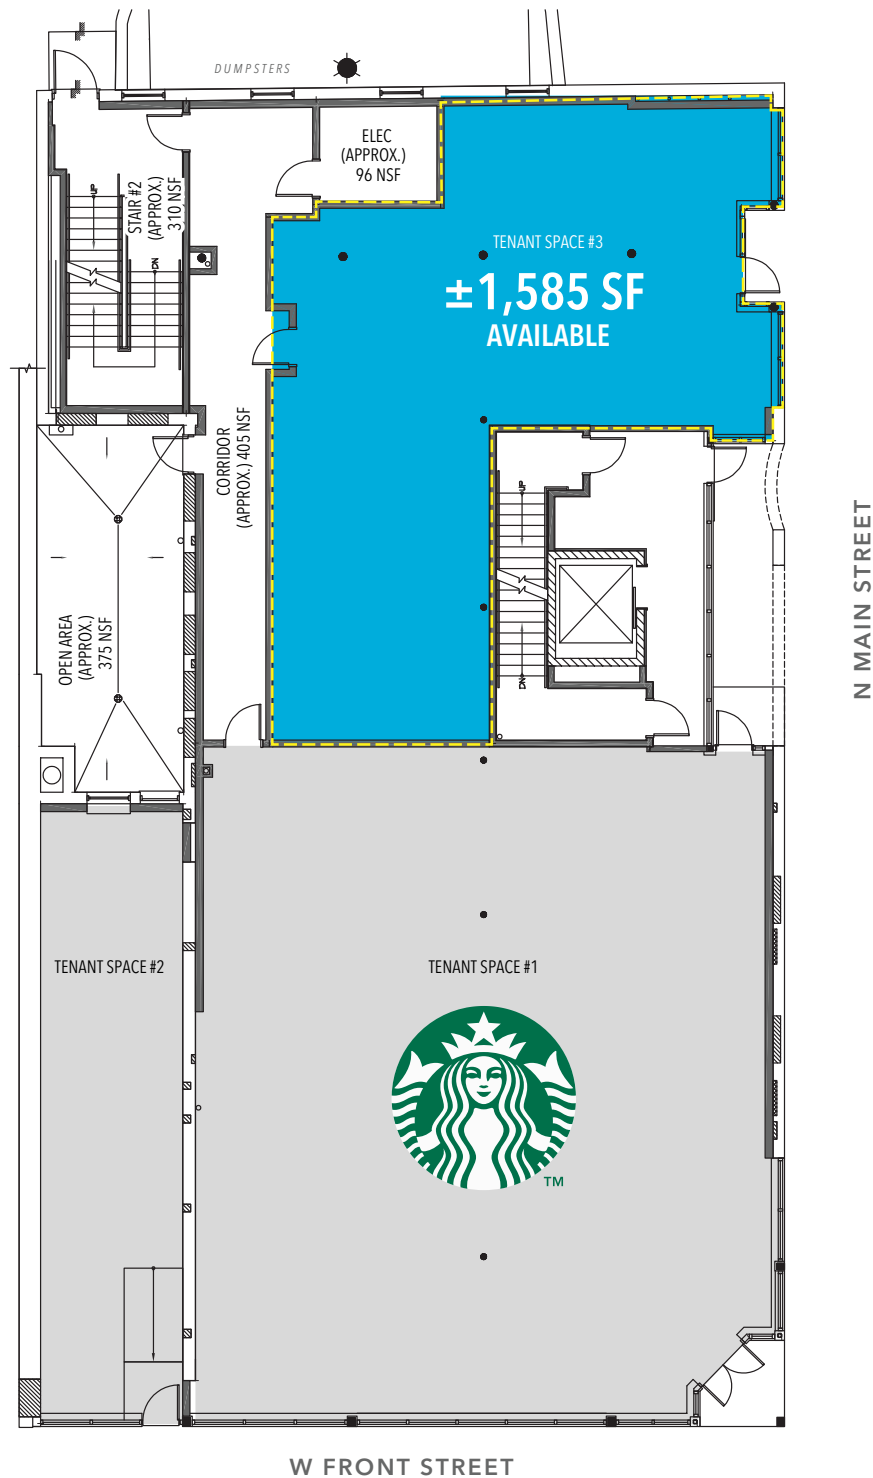 DUMPSTERS
ELEC
(APPROX.)
96 NSF
UP
STAIR #2
(APPROX.)
310 NSF
DN
TENANT SPACE #3
±1,585 SF
AVAILABLE
CORRIDOR
(APPROX.) 405 NSF
UP
DN
OPEN AREA
(APPROX.)
375 NSF
N MAIN STREET
TENANT SPACE #2
TENANT SPACE #1
TM
W FRONT STREET